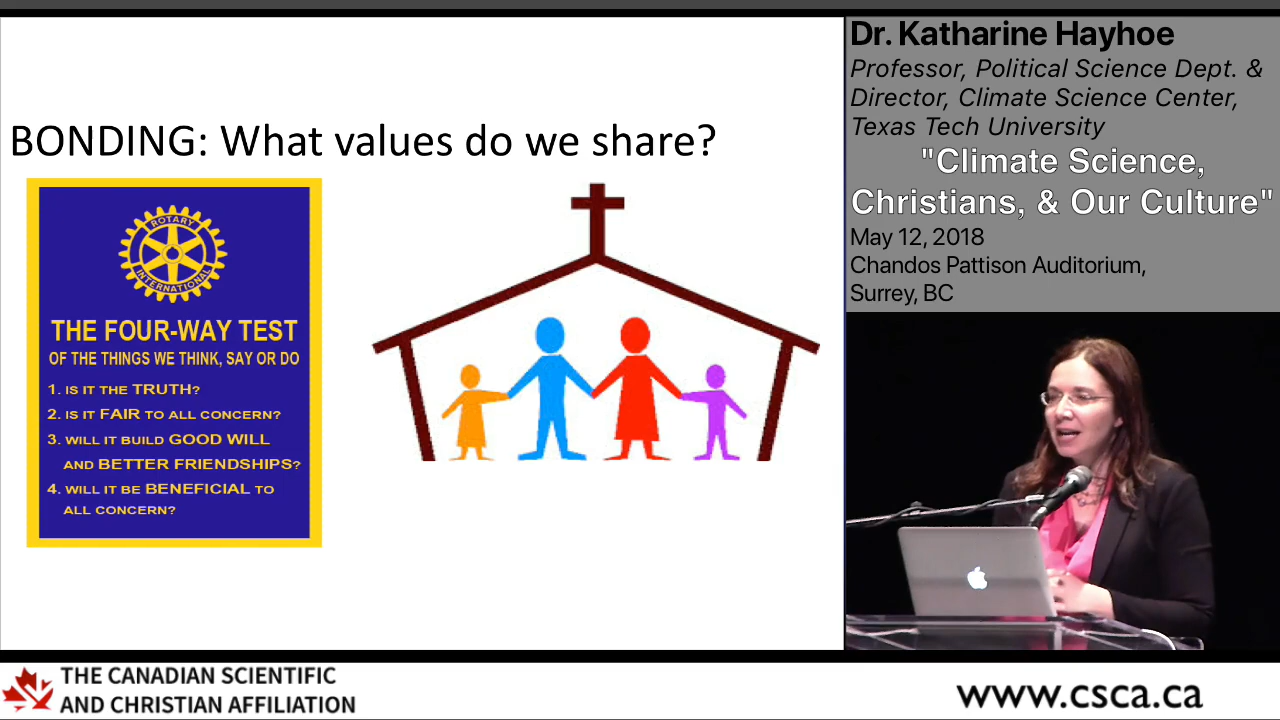 BONDING: What values do we share?
ROTARY
INTERNATIONAL
THE FOUR-WAY TEST
OF THE THINGS WE THINK, SAY OR DO
1. IS IT THE TRUTH?
2. IS IT FAIR TO ALL CONCERN?
3. WILL IT BUILD GOOD WILL
AND BETTER FRIENDSHIPS?
4. WILL IT BE BENEFICIAL TO
ALL CONCERN?
Dr. Katharine Hayhoe
Professor, Political Science Dept. &
Director, Climate Science Center,
Texas Tech University
"Climate Science,
Christians, & Our Culture"
May 12, 2018
Chandos Pattison Auditorium,
Surrey, BC
THE CANADIAN SCIENTIFIC
AND CHRISTIAN AFFILIATION
www.csca.ca